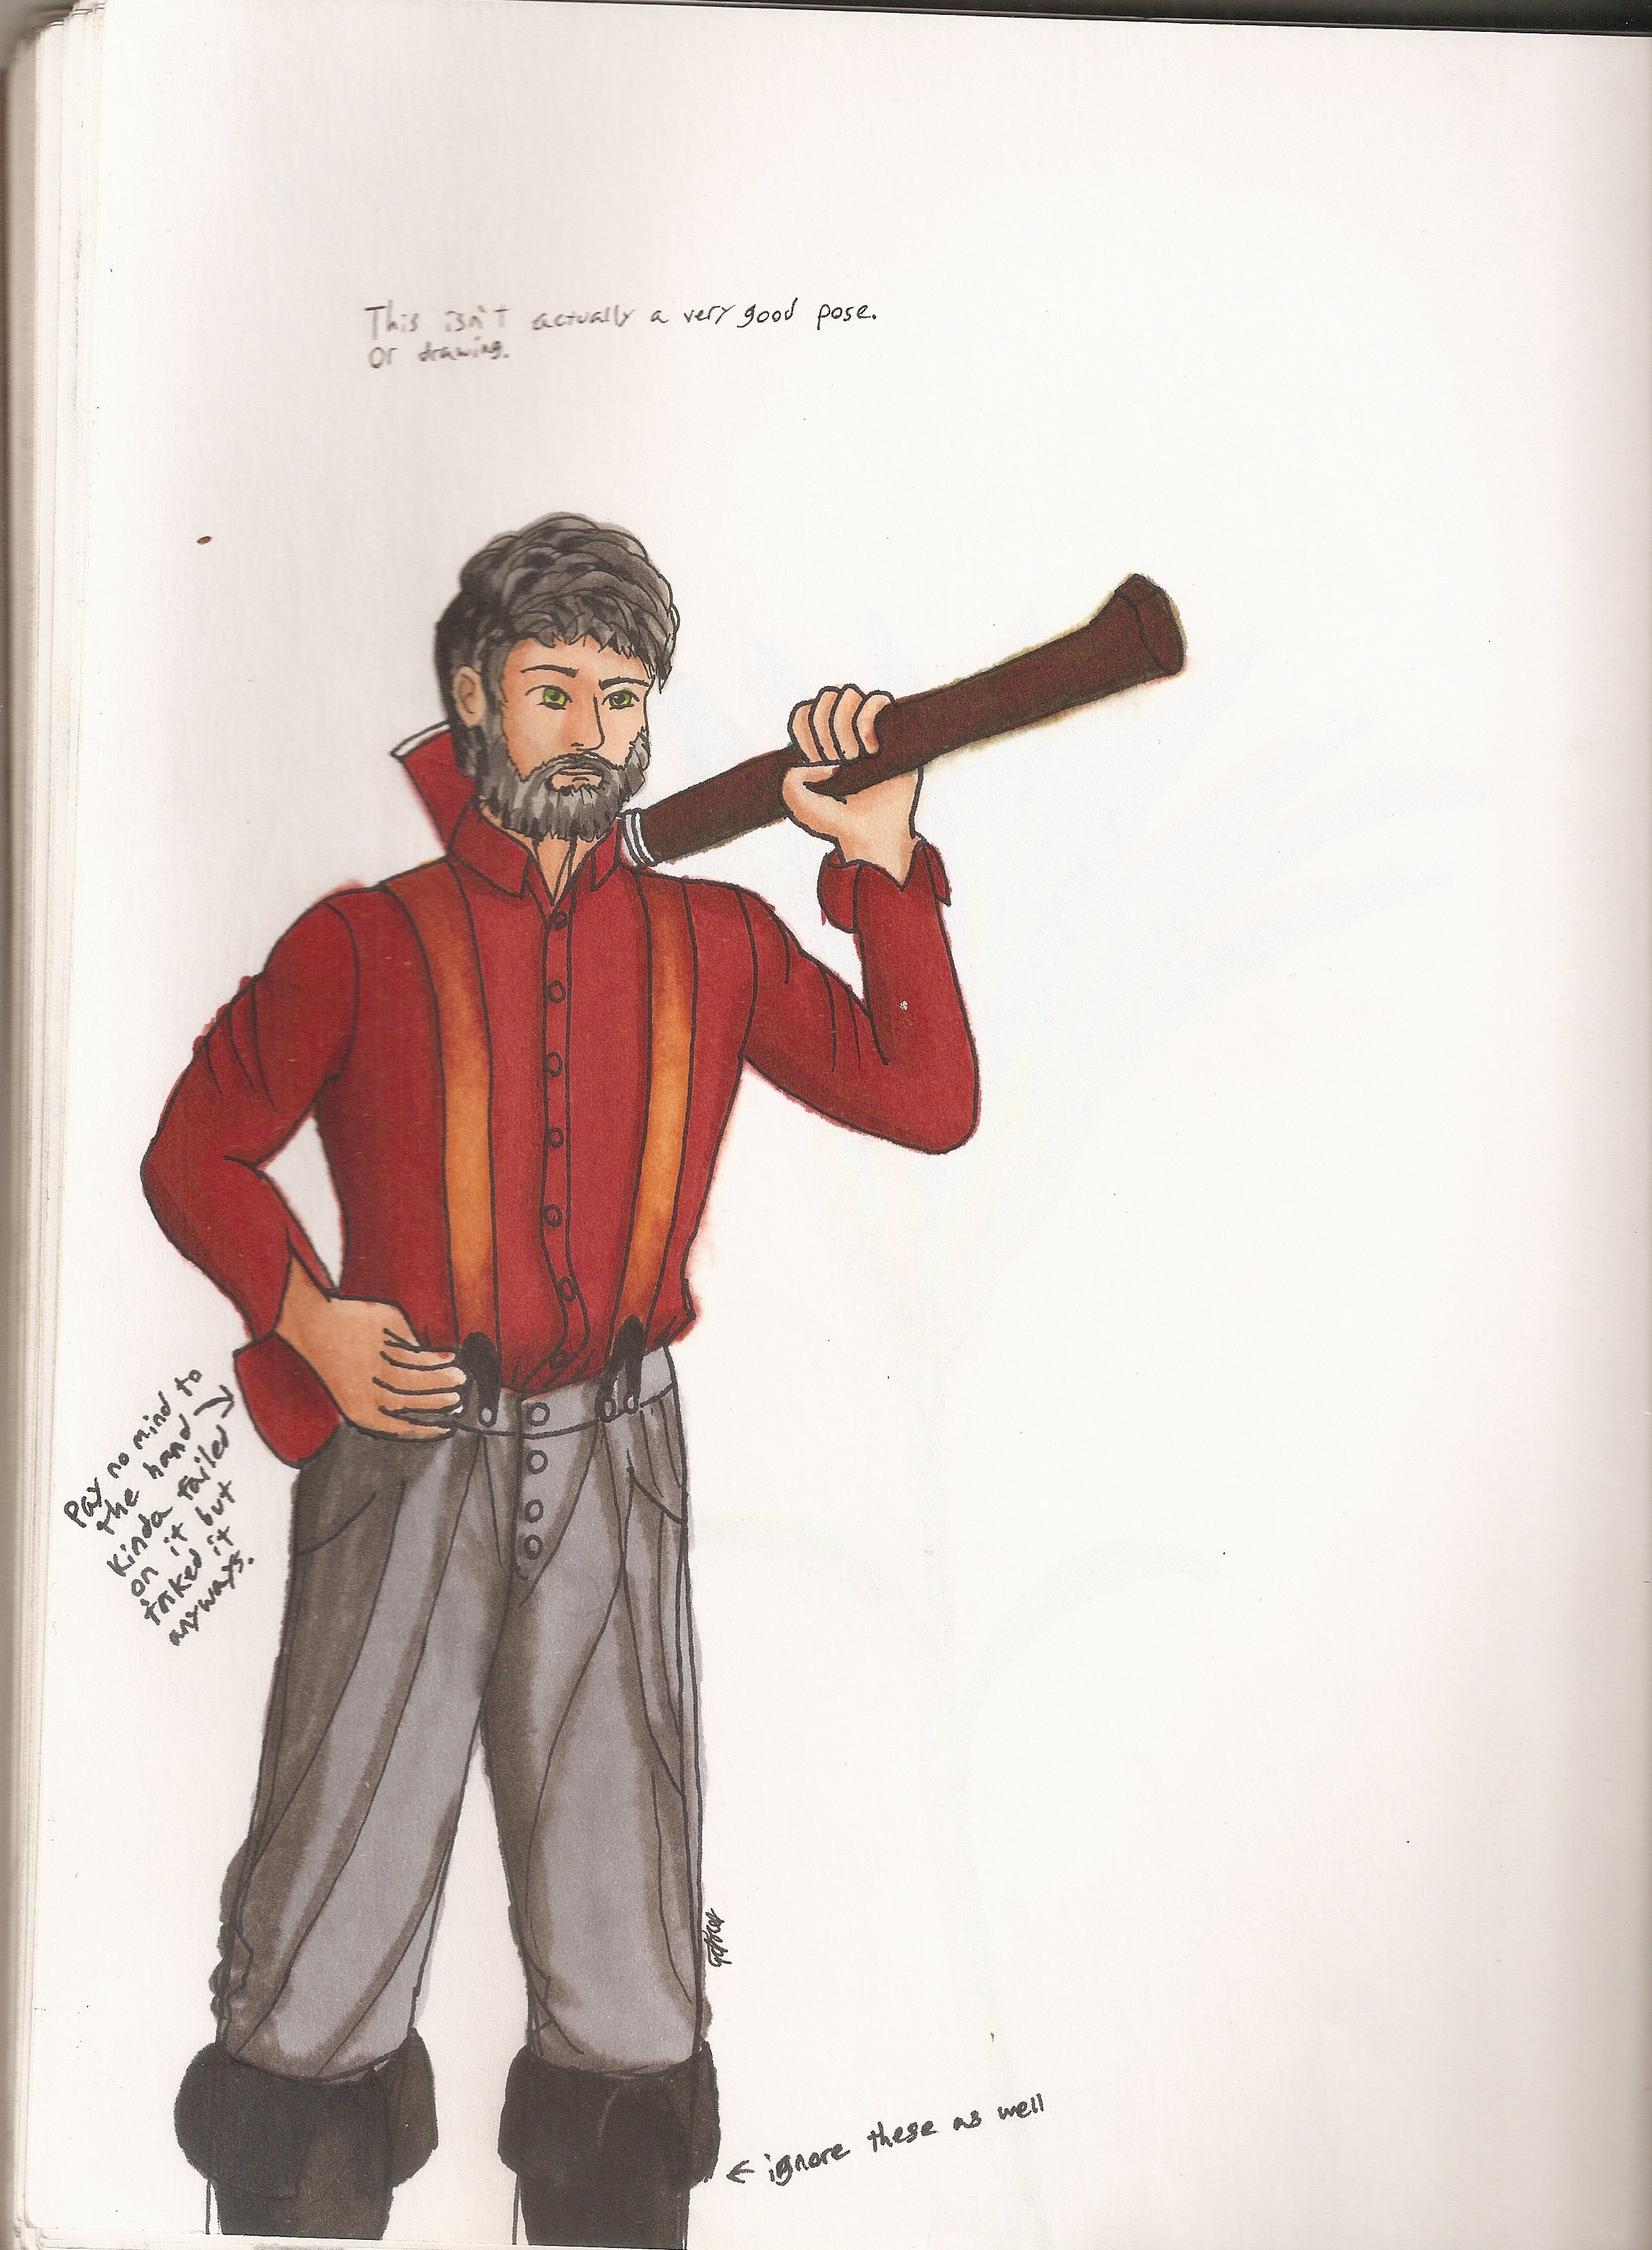 This isn't actually a very good pose.
Or drawing.
Pay no mind to
the hand
Kinda failed
on it but
inked it
anyways.
ignore these as well